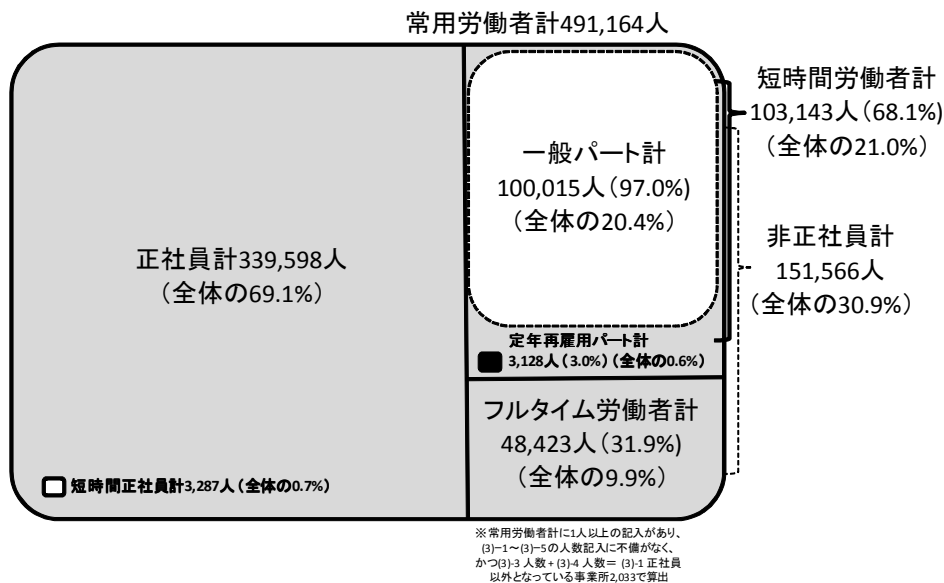 常用労働者計491,164人
正社員計339,598人
（全体の69.1%）
短時間正社員計3,287人（全体の0.7%）
一般パート計
100,015人（97.0%）
（全体の20.4%）
定年再雇用パート計
3,128人（3.0%）（全体の0.6%）
フルタイム労働者計
48,423人（31.9%）
（全体の9.9%）
短時間労働者計
103,143人（68.1%）
（全体の21.0%）
非正社員計
151,566人
（全体の30.9%）
※常用労働者計に1人以上の記入があり、
(3)−1～(3)−5の人数記入に不備がなく、
かつ(3)-3 人数＋(3)-4 人数＝ (3)-1 正社員
以外となっている事業所2,033で算出